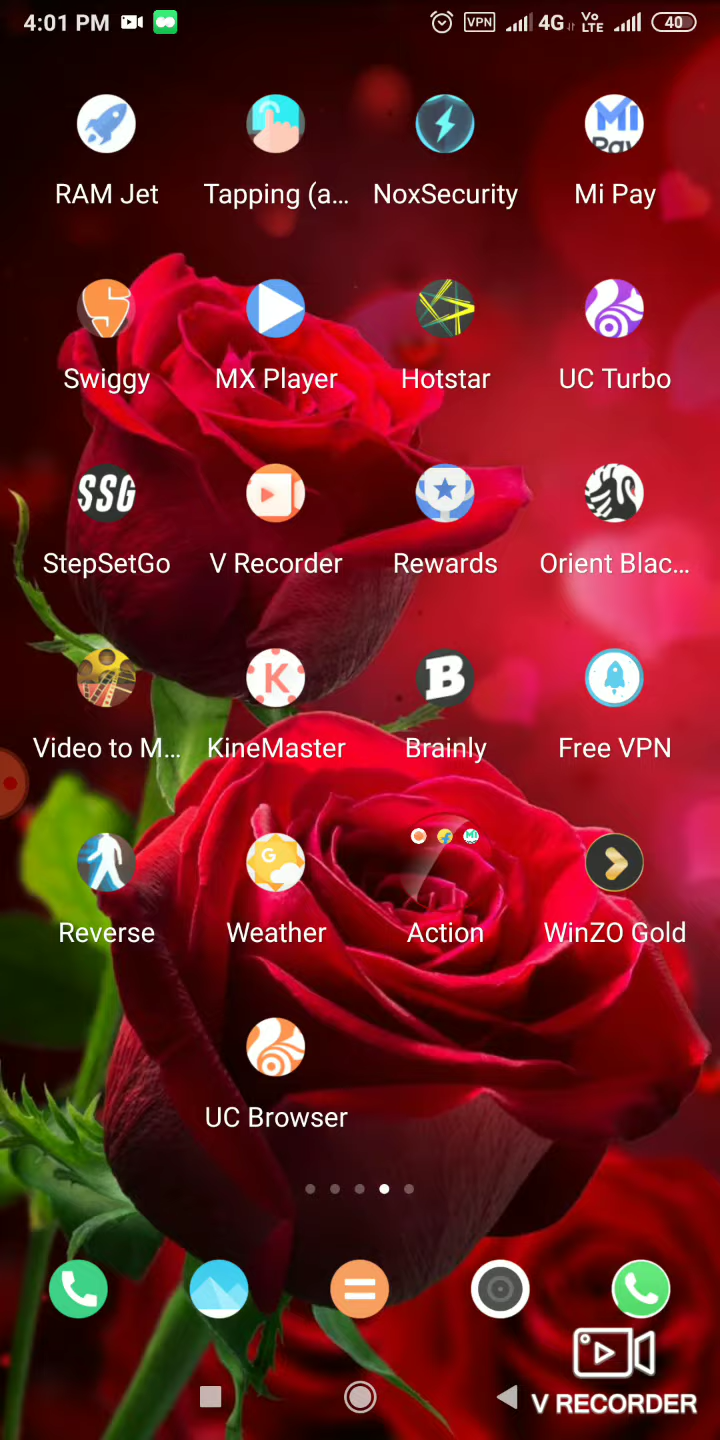 4:01 PM VPN 4G Vo LTE 40
MI
Pay
RAM Jet Tapping (a... NoxSecurity Mi Pay
Swiggy MX Player Hotstar UC Turbo
SSG
StepSetGo V Recorder Rewards Orient Blac...
K B
Video to M... KineMaster Brainly Free VPN
G
Reverse Weather Action WinZO Gold
UC Browser
V RECORDER